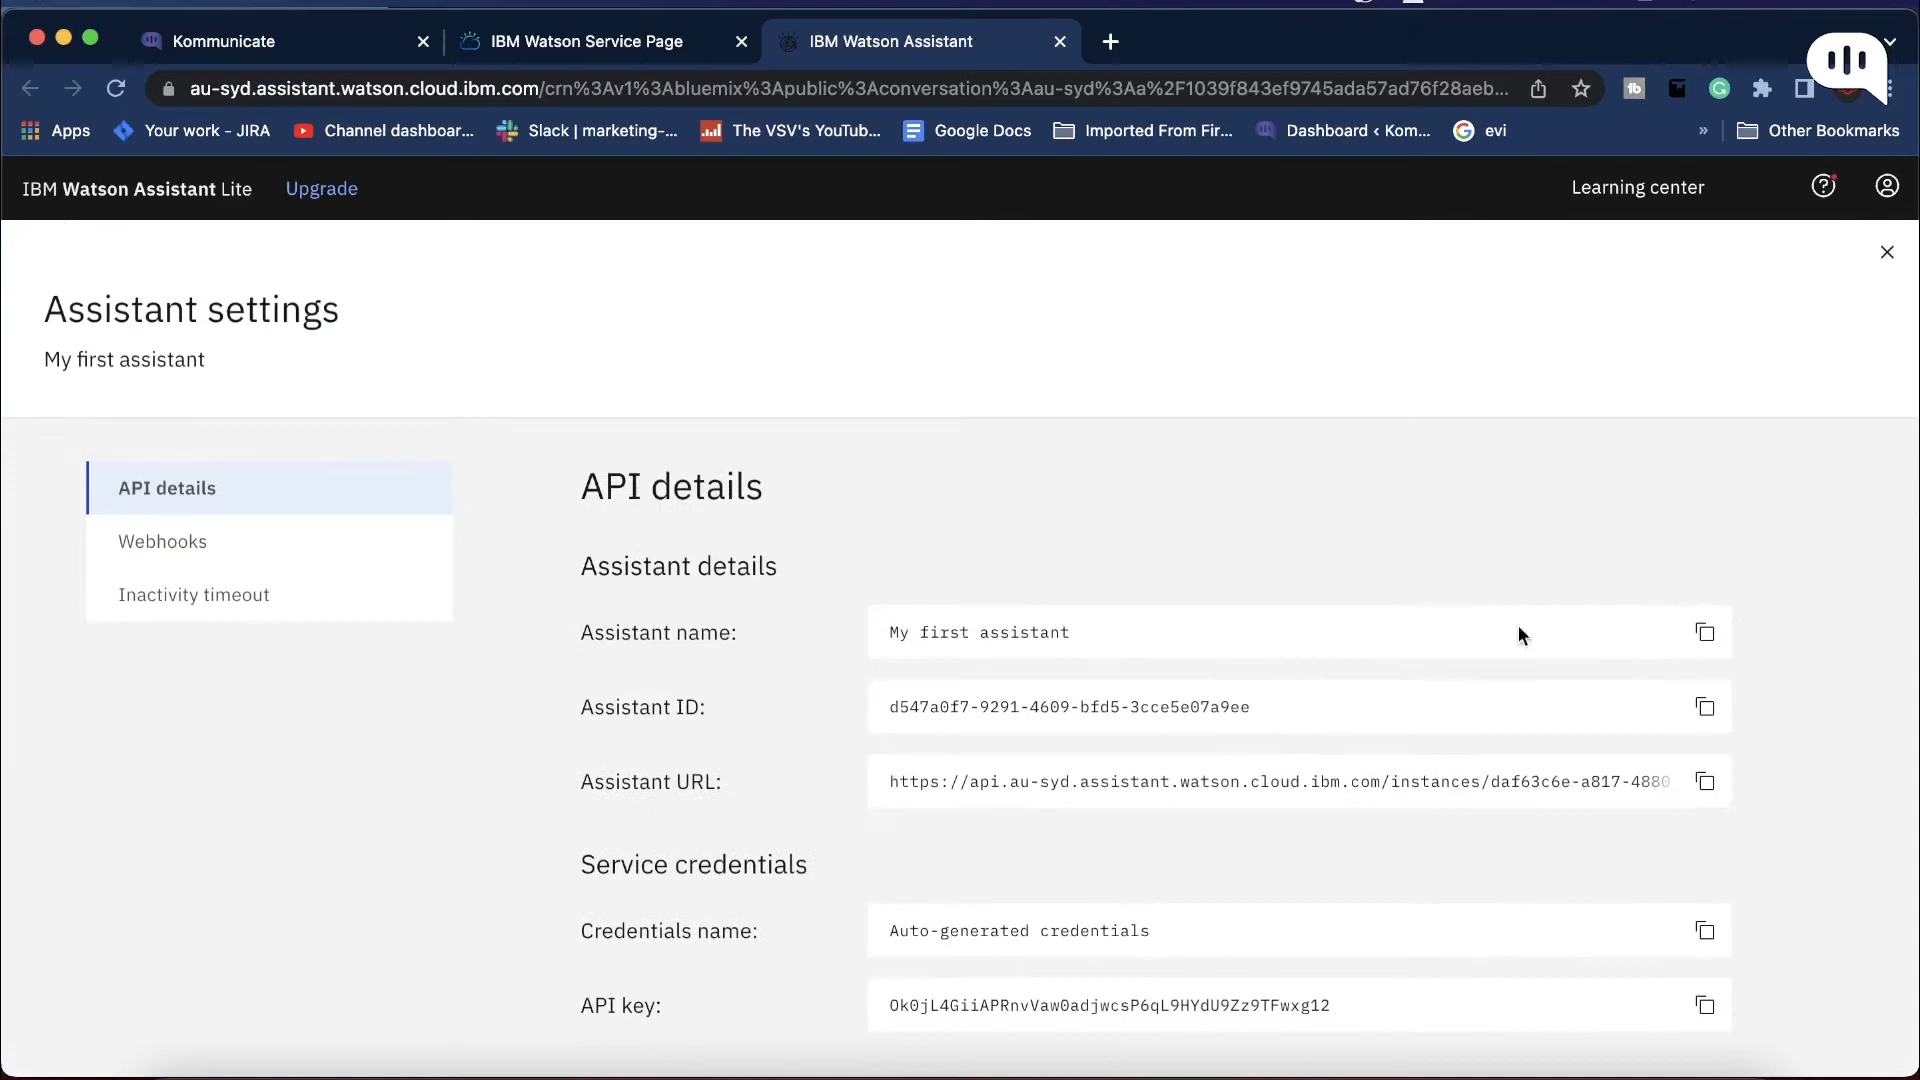 Kommunicate
IBM Watson Service Page
IBM Watson Assistant
au-syd.assistant.watson.cloud.ibm.com/crn%3Av1%3Abluemix%3Apublic%3Aconversation%3Aau-syd%3Aa%2F1039f843ef9745ada57ad76f28aeb...
Apps
Your work - JIRA
Channel dashboar...
Slack | marketing-...
The VSV's YouTub...
Google Docs
Imported From Fir...
Dashboard ‹ Kom...
evi
»
Other Bookmarks
IBM Watson Assistant Lite
Upgrade
Learning center
Assistant settings
My first assistant
API details
Webhooks
Inactivity timeout
API details
Assistant details
Assistant name:
My first assistant
Assistant ID:
d547a0f7-9291-4609-bfd5-3cce5e07a9ee
Assistant URL:
https://api.au-syd.assistant.watson.cloud.ibm.com/instances/daf63c6e-a817-4880
Service credentials
Credentials name:
Auto-generated credentials
API key:
Ok0jL4GiiAPRnvVaw0adjwcsP6qL9HYdU9Zz9TFwxg12